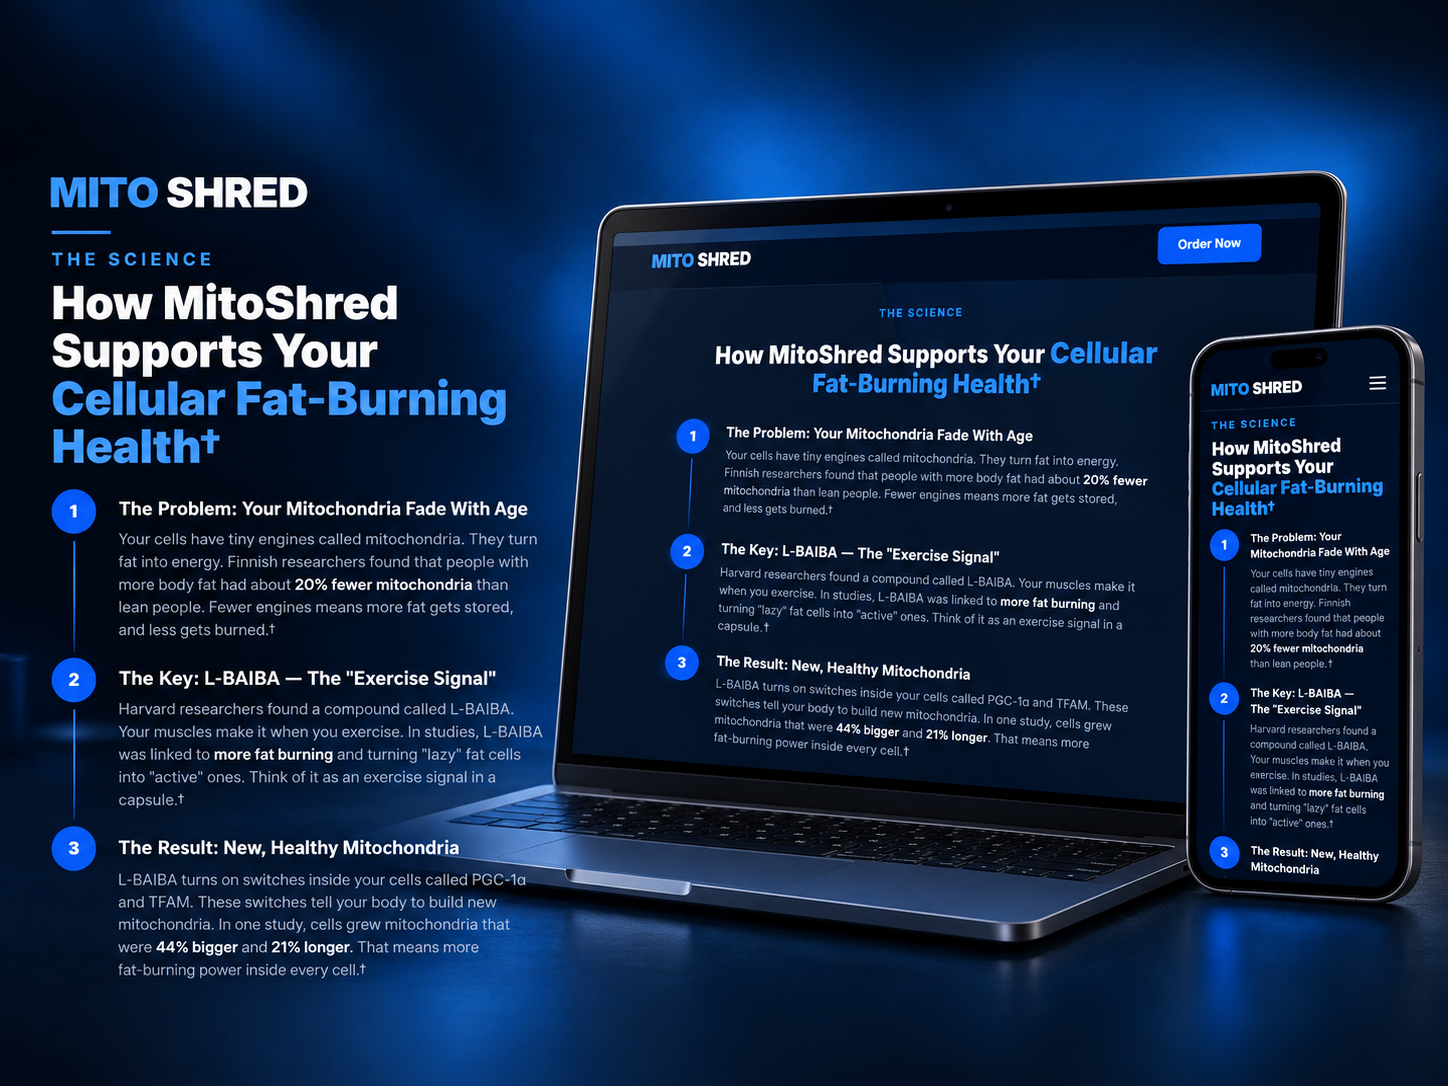 MITO SHRED
THE SCIENCE
How MitoShred
Supports Your
Cellular Fat-Burning
Health†
1
The Problem: Your Mitochondria Fade With Age
Your cells have tiny engines called mitochondria. They turn
fat into energy. Finnish researchers found that people with
more body fat had about 20% fewer mitochondria than
lean people. Fewer engines means more fat gets stored,
and less gets burned.†
2
The Key: L-BAIBA — The "Exercise Signal"
Harvard researchers found a compound called L-BAIBA.
Your muscles make it when you exercise. In studies, L-BAIBA
was linked to more fat burning and turning "lazy" fat cells
into "active" ones. Think of it as an exercise signal in a
capsule.†
3
The Result: New, Healthy Mitochondria
L-BAIBA turns on switches inside your cells called PGC-1α
and TFAM. These switches tell your body to build new
mitochondria. In one study, cells grew mitochondria that
were 44% bigger and 21% longer. That means more
fat-burning power inside every cell.†
MITO SHRED
Order Now
THE SCIENCE
How MitoShred Supports Your Cellular
Fat-Burning Health†
1
The Problem: Your Mitochondria Fade With Age
Your cells have tiny engines called mitochondria. They turn fat into energy.
Finnish researchers found that people with more body fat had about 20% fewer
mitochondria than lean people. Fewer engines means more fat gets stored,
and less gets burned.†
2
The Key: L-BAIBA — The "Exercise Signal"
Harvard researchers found a compound called L-BAIBA. Your muscles make it
when you exercise. In studies, L-BAIBA was linked to more fat burning and
turning "lazy" fat cells into "active" ones. Think of it as an exercise signal in a
capsule.†
3
The Result: New, Healthy Mitochondria
L-BAIBA turns on switches inside your cells called PGC-1α and TFAM. These
switches tell your body to build new mitochondria. In one study, cells grew
mitochondria that were 44% bigger and 21% longer. That means more
fat-burning power inside every cell.†
MITO SHRED
THE SCIENCE
How MitoShred
Supports Your
Cellular Fat-Burning
Health†
1
The Problem: Your
Mitochondria Fade With Age
Your cells have tiny engines
called mitochondria. They turn
fat into energy. Finnish
researchers found that people
with more body fat had about
20% fewer mitochondria
than lean people.†
2
The Key: L-BAIBA —
The "Exercise Signal"
Harvard researchers found a
compound called L-BAIBA.
Your muscles make it when you
exercise. In studies, L-BAIBA
was linked to more fat burning
and turning "lazy" fat cells
into "active" ones.†
3
The Result: New, Healthy
Mitochondria